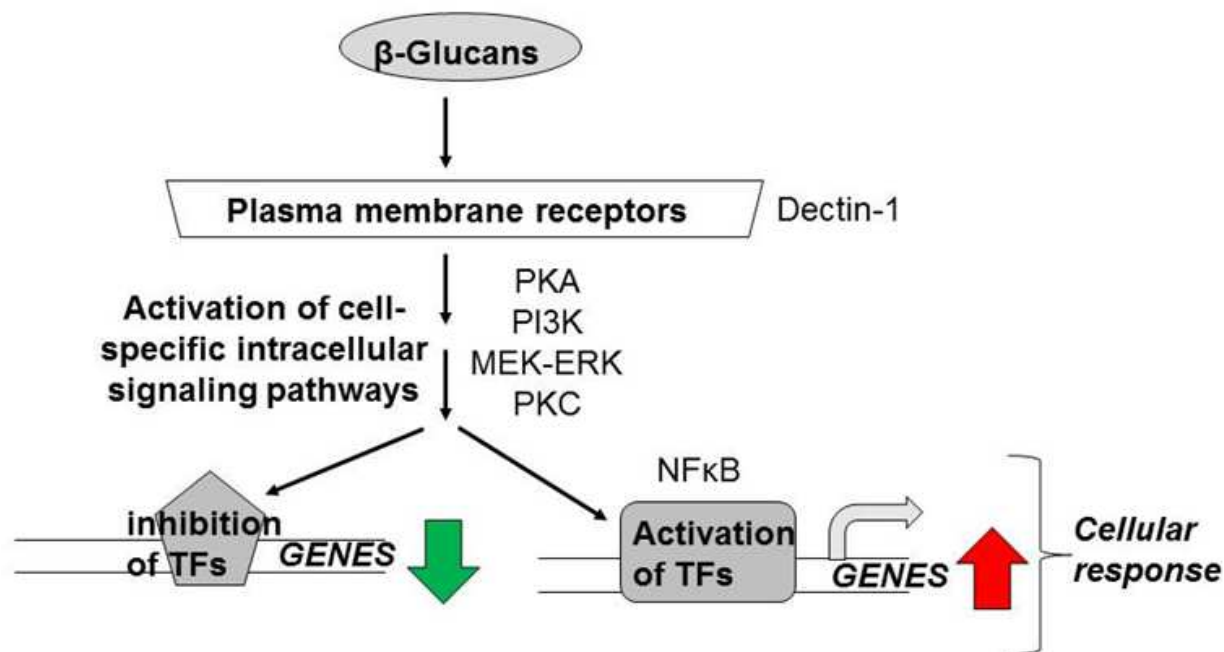 β-Glucans
Plasma membrane receptors
Dectin-1
Activation of cell-
specific intracellular
signaling pathways
PKA
PI3K
MEK-ERK
PKC
inhibition
of TFs
GENES
NFκB
Activation
of TFs
GENES
Cellular
response